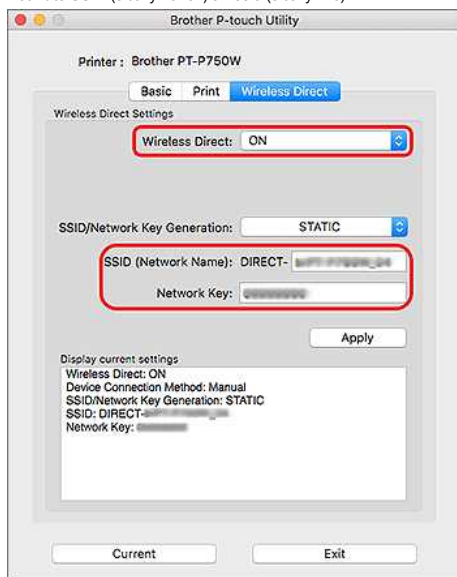 Brother P-touch Utility
Printer : Brother PT-P750W
Basic Print Wireless Direct
Wireless Direct Settings
Wireless Direct: ON
SSID/Network Key Generation: STATIC
SSID (Network Name): DIRECT-
Network Key:
Apply
Display current settings
Wireless Direct: ON
Device Connection Method: Manual
SSID/Network Key Generation: STATIC
SSID: DIRECT-
Network Key:
Current Exit